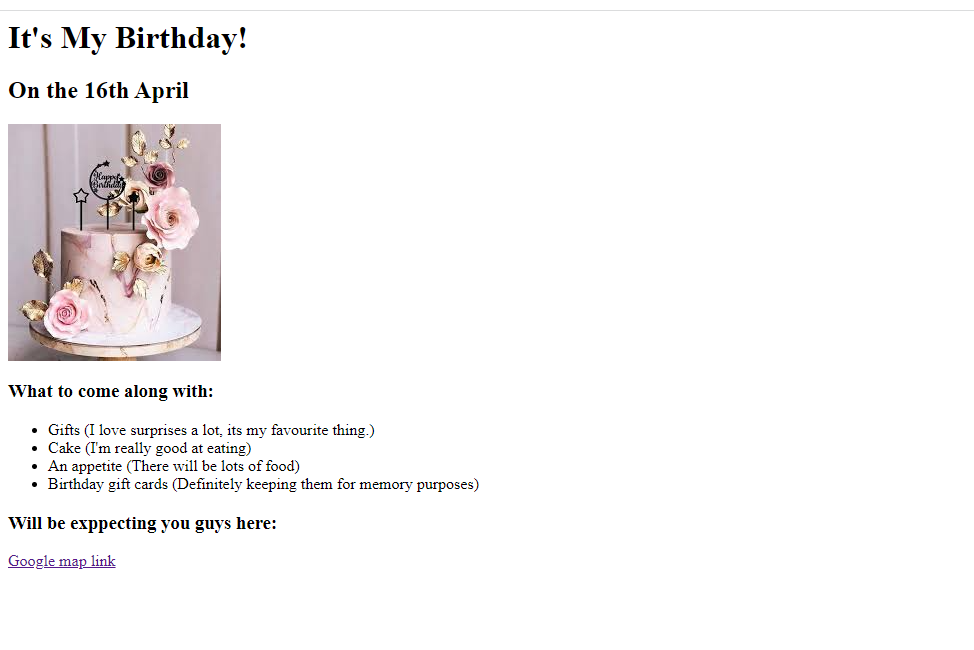 It's My Birthday!
On the 16th April
Happy
Birthday
What to come along with:
Gifts (I love surprises a lot, its my favourite thing.)
Cake (I'm really good at eating)
An appetite (There will be lots of food)
Birthday gift cards (Definitely keeping them for memory purposes)
Will be exppecting you guys here:
Google map link